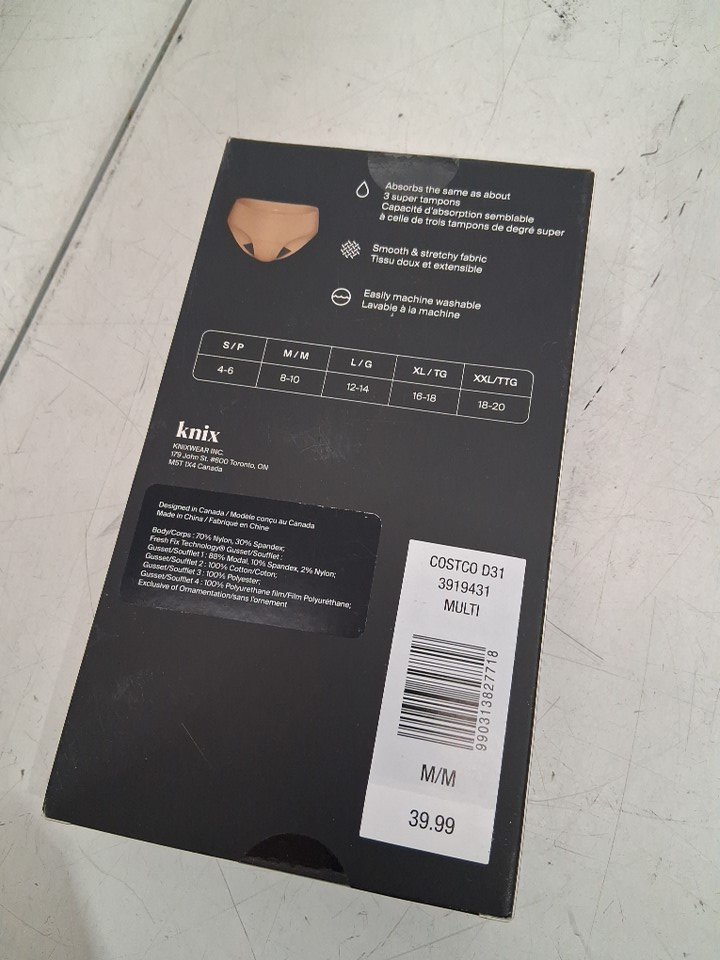 Absorbs the same as about
3 super tampons
Capacité d'absorption semblable
à celle de trois tampons de degré super
Smooth & stretchy fabric
Tissu doux et extensible
Easily machine washable
Lavable à la machine
S/P M/M L/G XL/TG XXL/TTG
4-6 8-10 12-14 16-18 18-20
knix
KNIXWEAR INC.
179 John St. #600 Toronto, ON
M5T 1X4 Canada
Designed in Canada / Modèle conçu au Canada
Made in China / Fabriqué en Chine
Body/Corps : 70% Nylon, 30% Spandex;
Fresh Fix Technology® Gusset/Soufflet :
Gusset/Soufflet 1 : 88% Modal, 10% Spandex, 2% Nylon;
Gusset/Soufflet 2 : 100% Cotton/Coton;
Gusset/Soufflet 3 : 100% Polyester;
Gusset/Soufflet 4 : 100% Polyurethane film/Film Polyuréthane;
Exclusive of Ornamentation/sans l'ornement
COSTCO D31
3919431
MULTI
990313827718
M/M
39.99